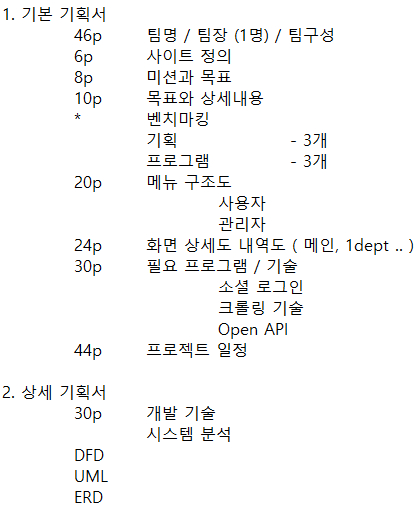 1. 기본 기획서
46p 팀명 / 팀장 (1명) / 팀구성
6p 사이트 정의
8p 미션과 목표
10p 목표와 상세내용
* 벤치마킹
기획 - 3개
프로그램 - 3개
20p 메뉴 구조도
사용자
관리자
24p 화면 상세도 내역도 ( 메인, 1dept .. )
30p 필요 프로그램 / 기술
소셜 로그인
크롤링 기술
Open API
44p 프로젝트 일정
2. 상세 기획서
30p 개발 기술
시스템 분석
DFD
UML
ERD